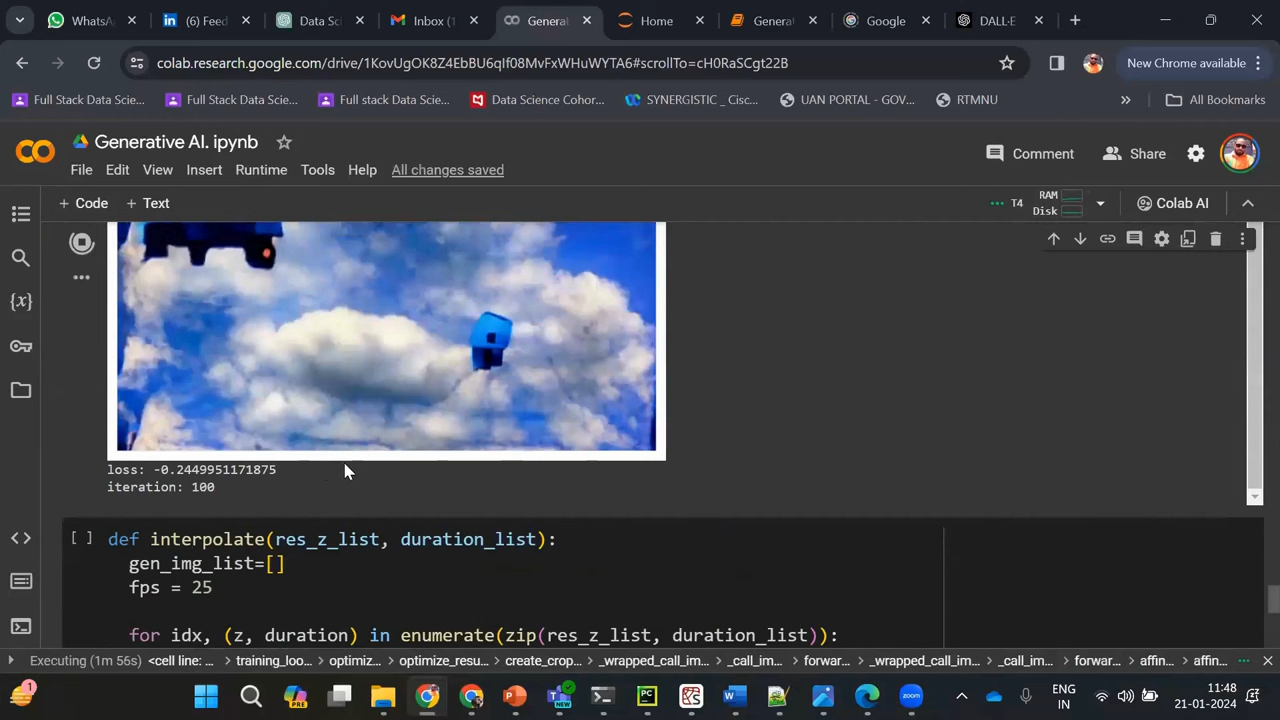 WhatsA
(6) Feed
Data Sci
Inbox (1
Generat
Home
Generat
Google
DALL·E
colab.research.google.com/drive/1KovUgOK8Z4EbBU6qIf08MvFxWHuWYTA6#scrollTo=cH0RaSCgt22B
New Chrome available
Full Stack Data Scie...
Full Stack Data Scie...
Full stack Data Scie...
Data Science Cohor...
SYNERGISTIC _ Cisc...
UAN PORTAL - GOV...
RTMNU
All Bookmarks
Generative AI. ipynb
Comment
Share
File
Edit
View
Insert
Runtime
Tools
Help
All changes saved
+ Code
+ Text
T4
RAM
Disk
Colab AI
loss: -0.2449951171875
iteration: 100
[ ] def interpolate(res_z_list, duration_list):
gen_img_list=[]
fps = 25
for idx, (z, duration) in enumerate(zip(res_z_list, duration_list)):
Executing (1m 56s) <cell line: ... training_loo... optimiz... optimize_resu... create_crop... _wrapped_call_im... _call_im... forwar... _wrapped_call_im... _call_im... forwar... affin... affin...
1
PRE
NEW
PC
zoom
ENG
IN
11:48
21-01-2024